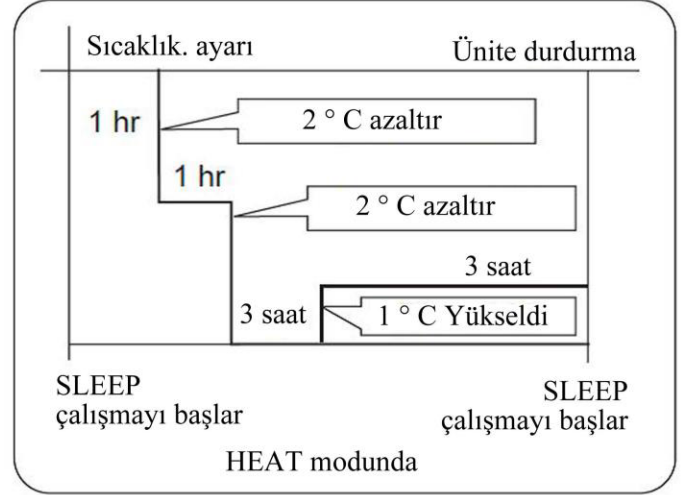 Sıcaklık. ayarı
Ünite durdurma
1 hr
2 ° C azaltır
1 hr
2 ° C azaltır
3 saat
3 saat
1 ° C Yükseldi
SLEEP
çalışmayı başlar
SLEEP
çalışmayı başlar
HEAT modunda